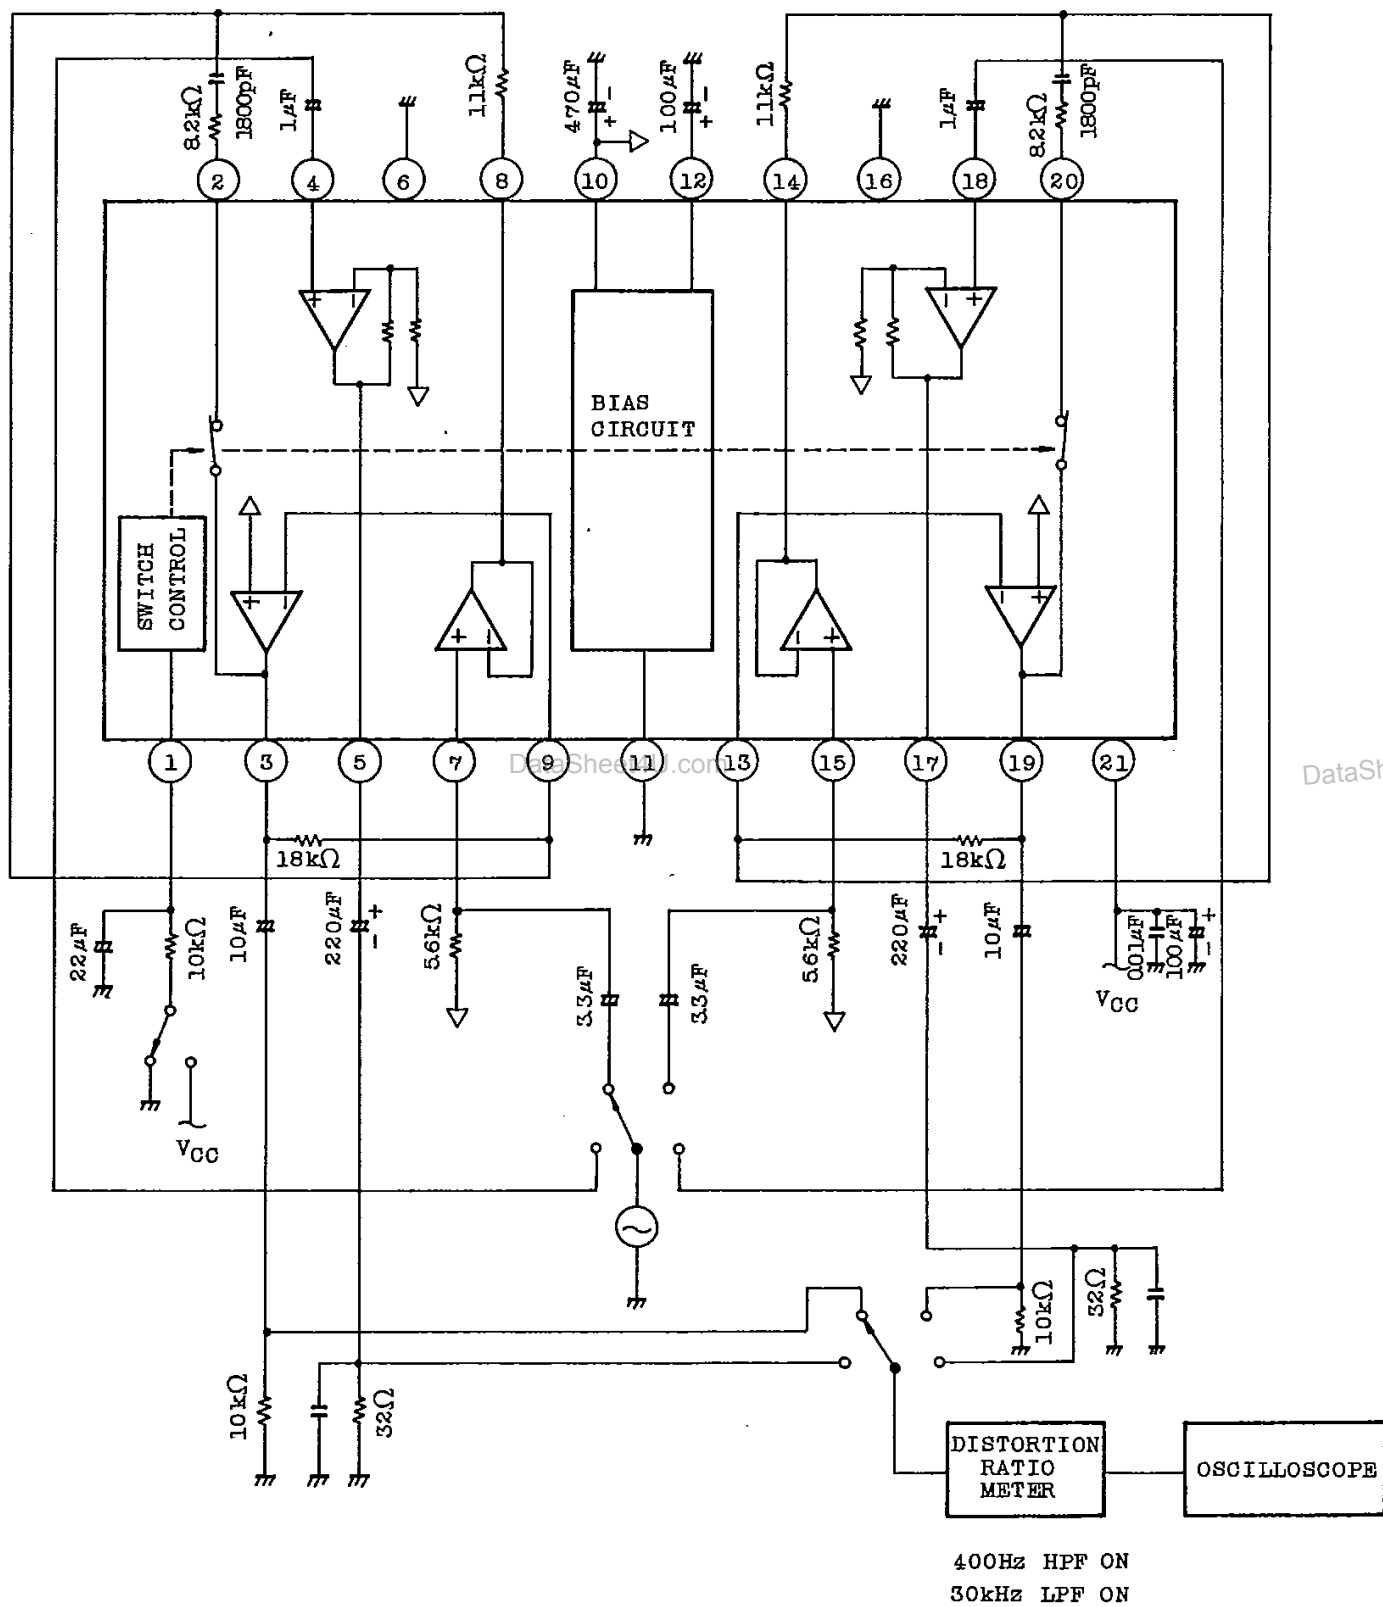 8.2kΩ
1800pF
1µF
11kΩ
470µF
-
+
100µF
-
+
11kΩ
1µF
8.2kΩ
1800pF
2
4
6
8
10
12
14
16
18
20
+ -
- +
BIAS
CIRCUIT
SWITCH
CONTROL
+ -
+ -
- +
- +
1
3
5
7
9
11
13
15
17
19
21
DataSheet4U.com
DataSh
18kΩ
18kΩ
22µF
10kΩ
10µF
220µF
+
-
5.6kΩ
3.3µF
3.3µF
5.6kΩ
220µF
+
-
10µF
0.01µF
100µF
+
-
VCC
VCC
10kΩ
32Ω
10kΩ
32Ω
DISTORTION
RATIO
METER
OSCILLOSCOPE
400Hz HPF ON
30kHz LPF ON